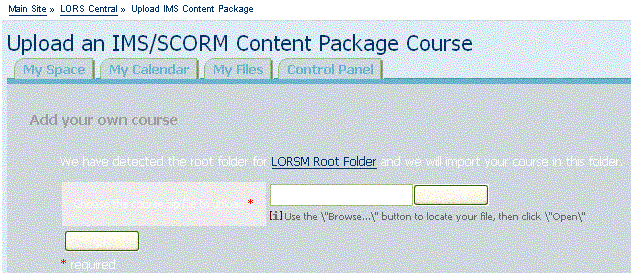 Main Site » LORS Central » Upload IMS Content Package
Upload an IMS/SCORM Content Package Course
My Space My Calendar My Files Control Panel
Add your own course
We have detected the root folder for LORSM Root Folder and we will import your course in this folder.
*
[i] Use the \"Browse...\" button to locate your file, then click \"Open\"
* required